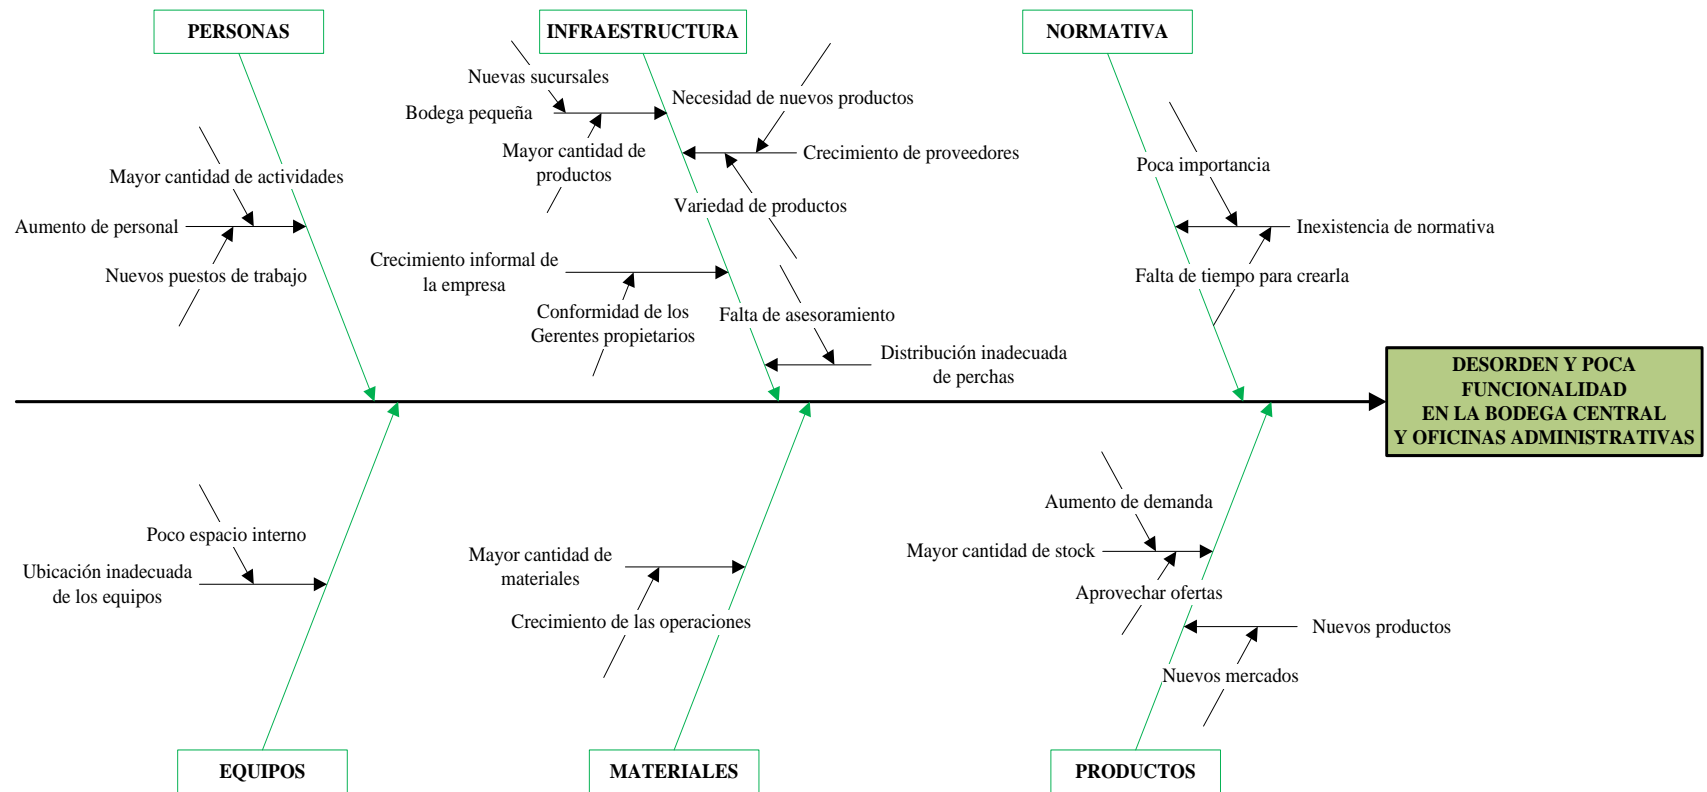 PERSONAS
INFRAESTRUCTURA
NORMATIVA
Nuevas sucursales
Bodega pequeña
Mayor cantidad de
productos
Necesidad de nuevos productos
Crecimiento de proveedores
Variedad de productos
Poca importancia
Inexistencia de normativa
Falta de tiempo para crearla
Mayor cantidad de actividades
Aumento de personal
Nuevos puestos de trabajo
Crecimiento informal de
la empresa
Conformidad de los
Gerentes propietarios
Falta de asesoramiento
Distribución inadecuada
de perchas
DESORDEN Y POCA
FUNCIONALIDAD
EN LA BODEGA CENTRAL
Y OFICINAS ADMINISTRATIVAS
Poco espacio interno
Ubicación inadecuada
de los equipos
Mayor cantidad de
materiales
Crecimiento de las operaciones
Aumento de demanda
Mayor cantidad de stock
Aprovechar ofertas
Nuevos productos
Nuevos mercados
EQUIPOS
MATERIALES
PRODUCTOS